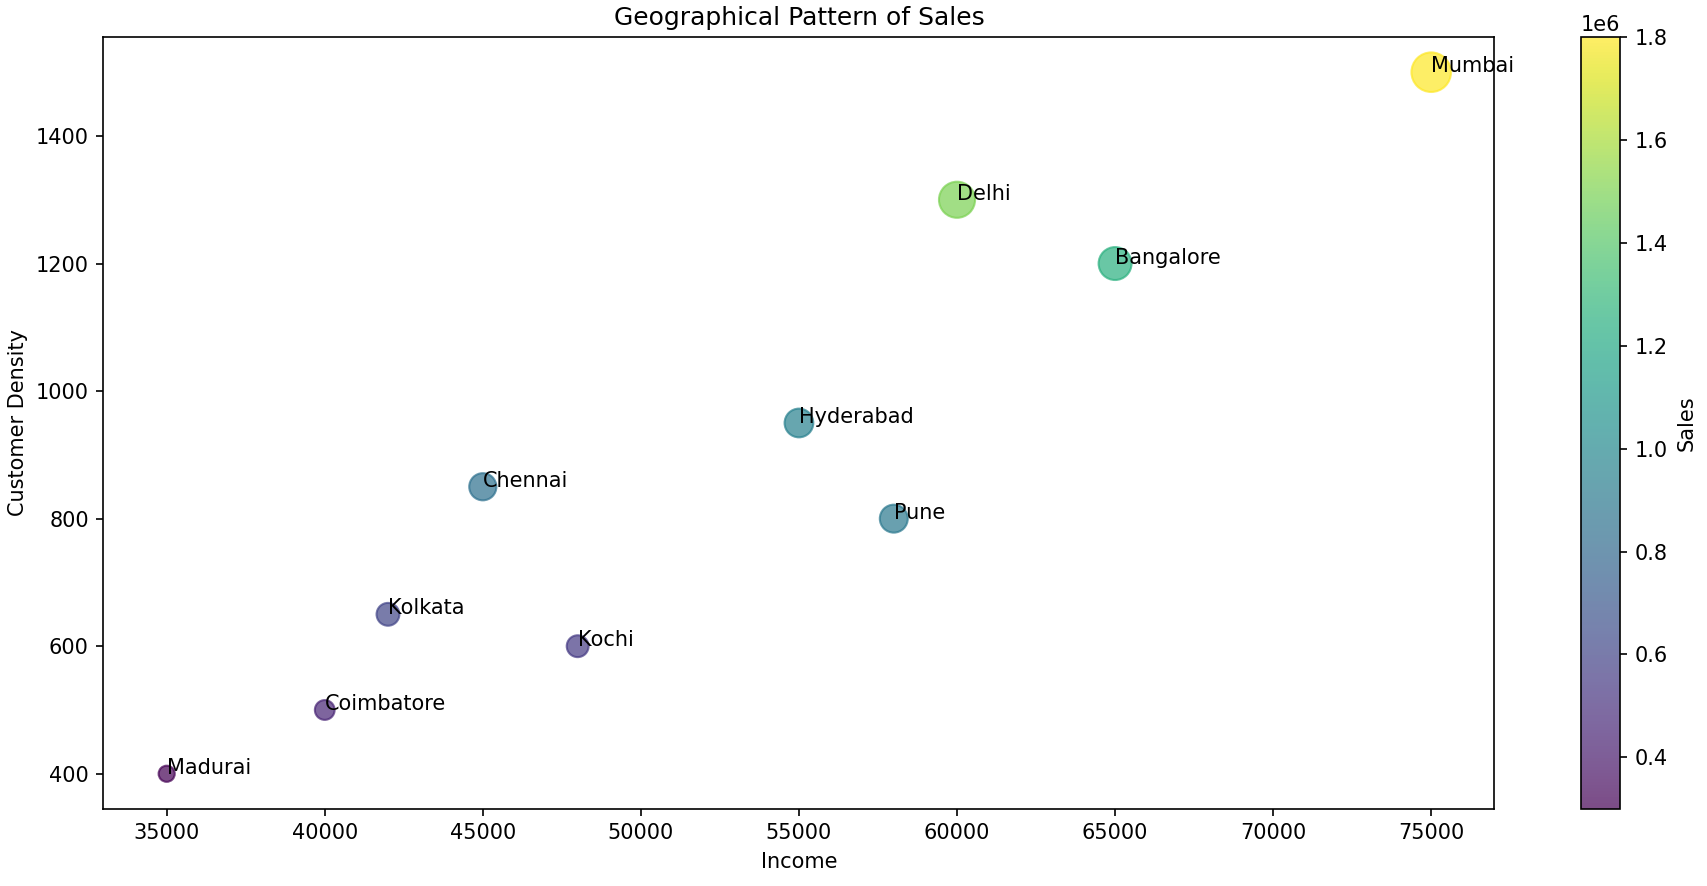 Geographical Pattern of Sales
1e6
1.8
Mumbai
1400
1.6
Delhi
1.4
1200
Bangalore
1.2
1000
Hyderabad
1.0
Customer Density
Sales
Chennai
800
Pune
0.8
Kolkata
600
Kochi
0.6
Coimbatore
400
Madurai
0.4
35000 40000 45000 50000 55000 60000 65000 70000 75000
Income